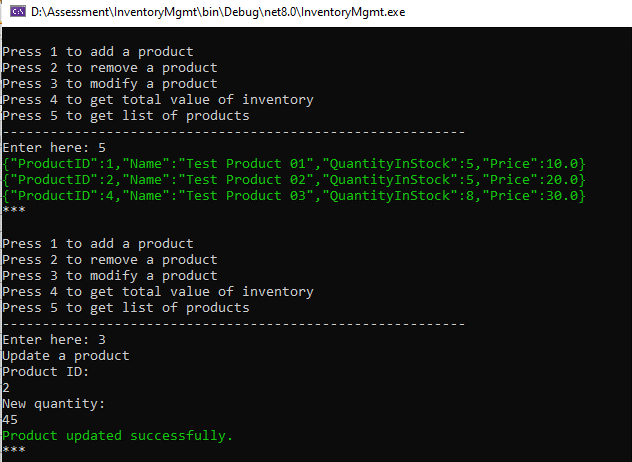 D:\Assessment\InventoryMgmt\bin\Debug\net8.0\InventoryMgmt.exe
Press 1 to add a product
Press 2 to remove a product
Press 3 to modify a product
Press 4 to get total value of inventory
Press 5 to get list of products
----------------------------------------------------------
Enter here: 5
{"ProductID":1,"Name":"Test Product 01","QuantityInStock":5,"Price":10.0}
{"ProductID":2,"Name":"Test Product 02","QuantityInStock":5,"Price":20.0}
{"ProductID":4,"Name":"Test Product 03","QuantityInStock":8,"Price":30.0}
***
Press 1 to add a product
Press 2 to remove a product
Press 3 to modify a product
Press 4 to get total value of inventory
Press 5 to get list of products
----------------------------------------------------------
Enter here: 3
Update a product
Product ID:
2
New quantity:
45
Product updated successfully.
***